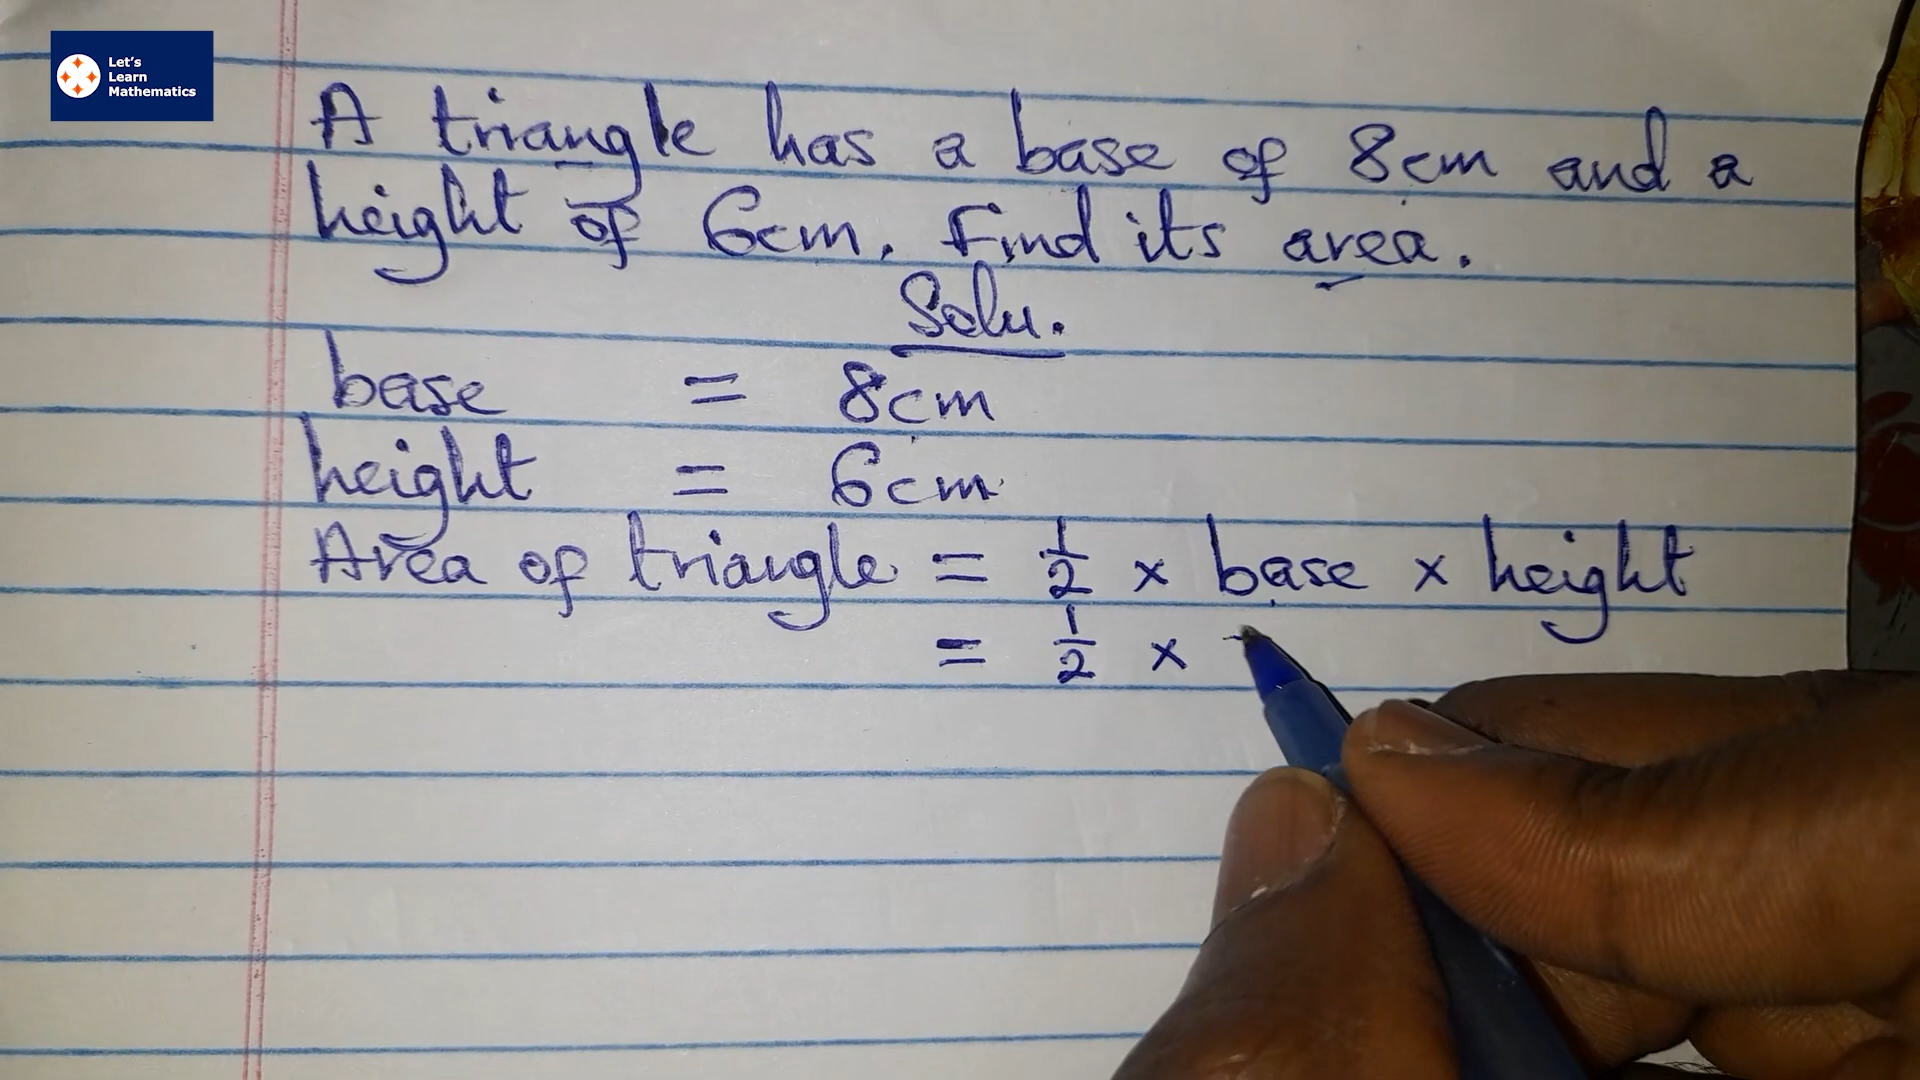 Let's
Learn
Mathematics
A triangle has a base of 8cm and a
height of 6cm. Find its area.
Solu.
base = 8cm
height = 6cm
Area of triangle = 1/2 × base × height
= 1/2 ×